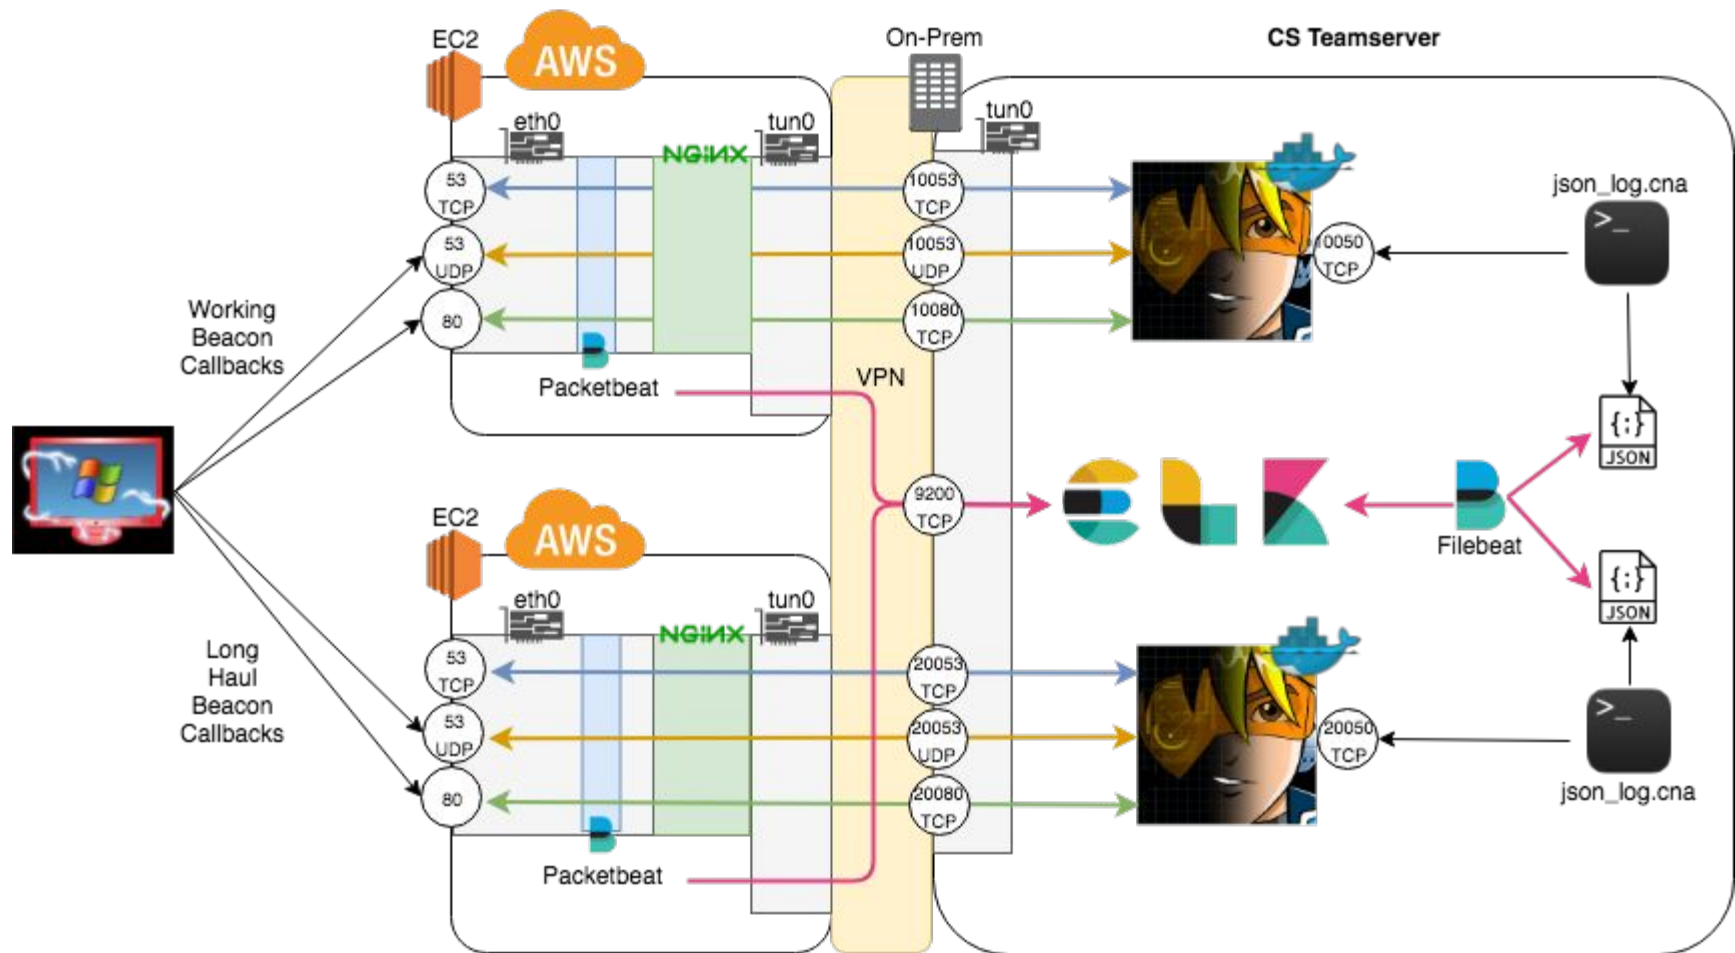 EC2
AWS
On-Prem
CS Teamserver
eth0
tun0
tun0
NGiNX
53
TCP
10053
TCP
json_log.cna
>_
53
UDP
10053
UDP
10050
TCP
Working
Beacon
Callbacks
80
10080
TCP
Packetbeat
VPN
{;}
JSON
EC2
AWS
9200
TCP
Filebeat
{;}
JSON
eth0
tun0
NGiNX
Long
Haul
Beacon
Callbacks
53
TCP
20053
TCP
53
UDP
20053
UDP
20050
TCP
>_
80
20080
TCP
json_log.cna
Packetbeat